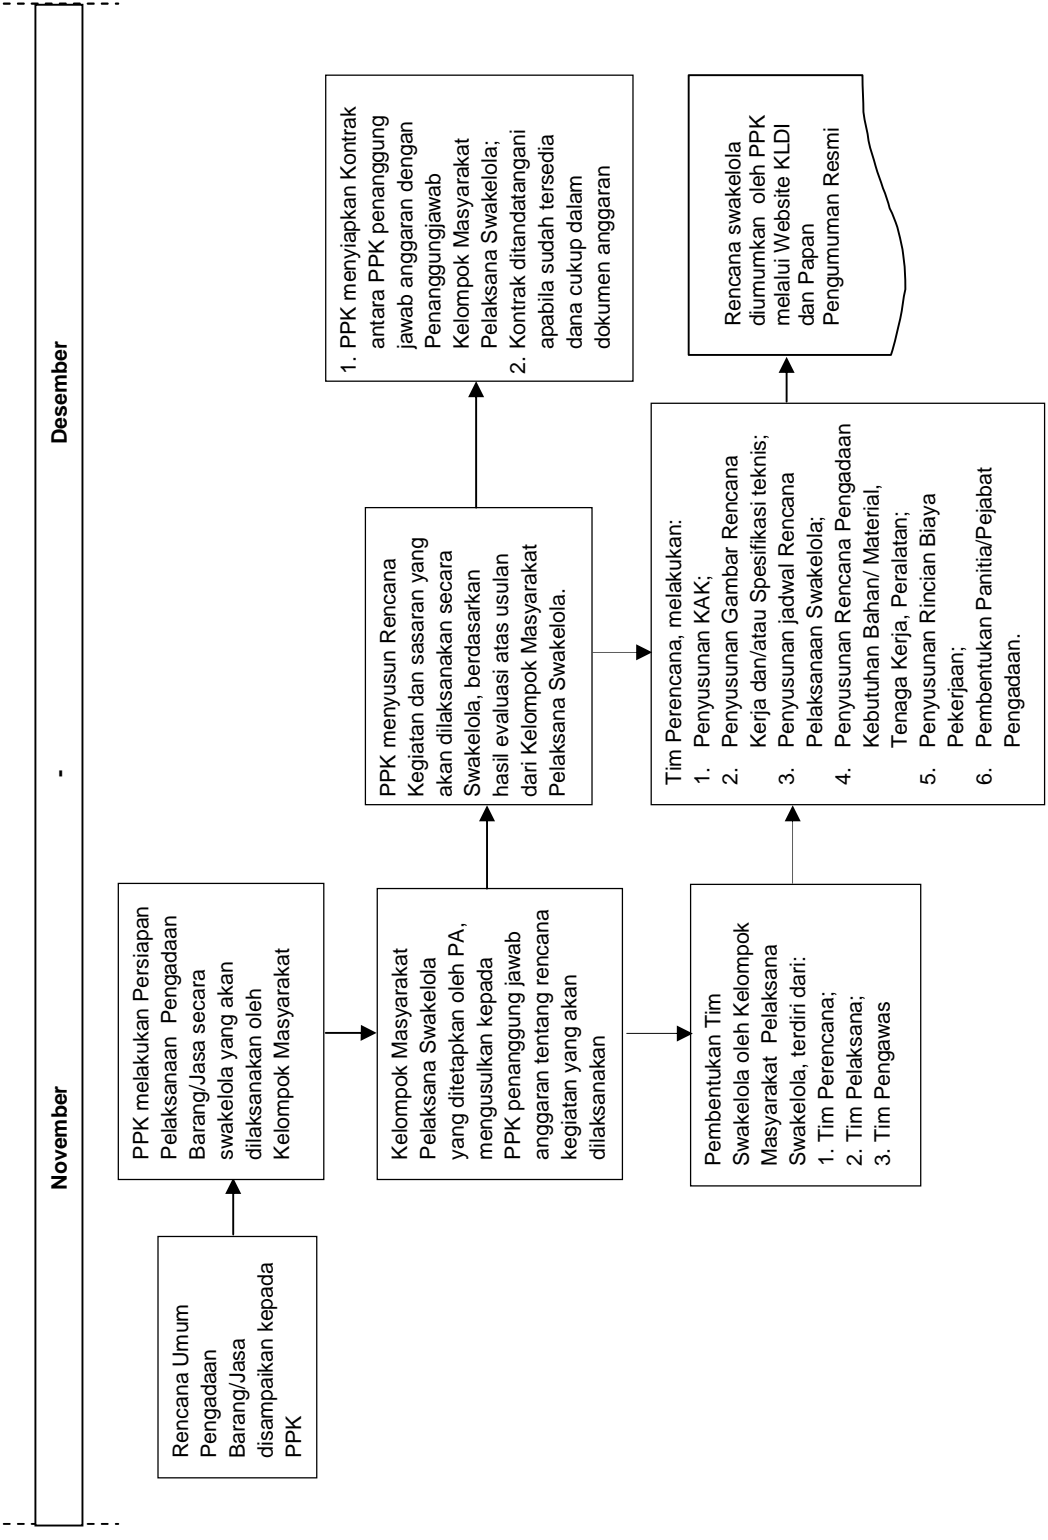 November - Desember
Rencana Umum
Pengadaan
Barang/Jasa
disampaikan kepada
PPK
PPK melakukan Persiapan
Pelaksanaan Pengadaan
Barang/Jasa secara
swakelola yang akan
dilaksanakan oleh
Kelompok Masyarakat
Kelompok Masyarakat
Pelaksana Swakelola
yang ditetapkan oleh PA,
mengusulkan kepada
PPK penanggung jawab
anggaran tentang rencana
kegiatan yang akan
dilaksanakan
PPK menyusun Rencana
Kegiatan dan sasaran yang
akan dilaksanakan secara
Swakelola, berdasarkan
hasil evaluasi atas usulan
dari Kelompok Masyarakat
Pelaksana Swakelola.
1. PPK menyiapkan Kontrak
antara PPK penanggung
jawab anggaran dengan
Penanggungjawab
Kelompok Masyarakat
Pelaksana Swakelola;
2. Kontrak ditandatangani
apabila sudah tersedia
dana cukup dalam
dokumen anggaran
Pembentukan Tim
Swakelola oleh Kelompok
Masyarakat Pelaksana
Swakelola, terdiri dari:
1. Tim Perencana;
2. Tim Pelaksana;
3. Tim Pengawas
Tim Perencana, melakukan:
1. Penyusunan KAK;
2. Penyusunan Gambar Rencana
Kerja dan/atau Spesifikasi teknis;
3. Penyusunan jadwal Rencana
Pelaksanaan Swakelola;
4. Penyusunan Rencana Pengadaan
Kebutuhan Bahan/ Material,
Tenaga Kerja, Peralatan;
5. Penyusunan Rincian Biaya
Pekerjaan;
6. Pembentukan Panitia/Pejabat
Pengadaan.
Rencana swakelola
diumumkan oleh PPK
melalui Website KLDI
dan Papan
Pengumuman Resmi